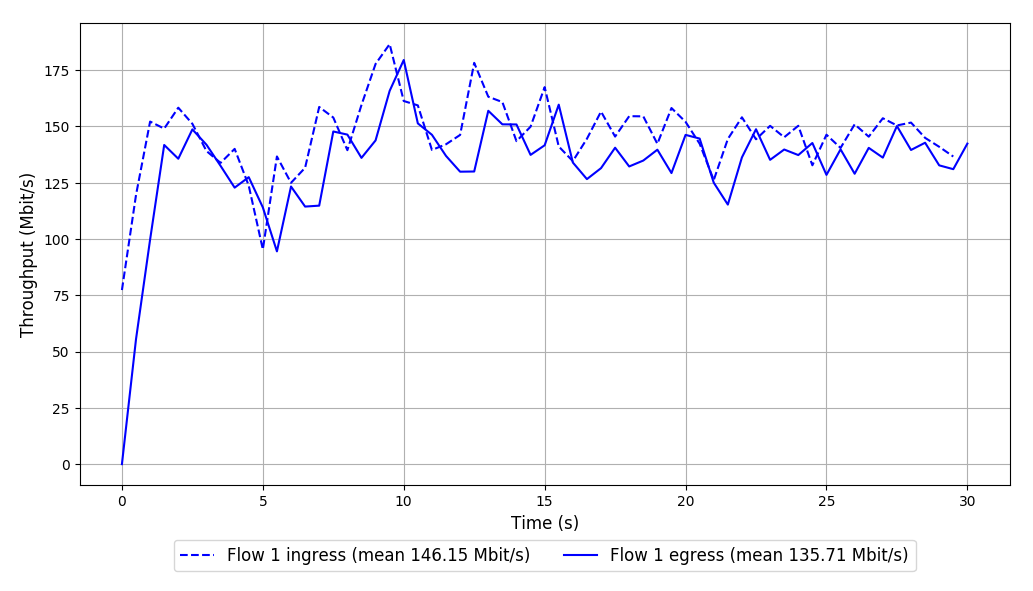 175
150
125
100
75
50
25
0
Throughput (Mbit/s)
0 5 10 15 20 25 30
Time (s)
Flow 1 ingress (mean 146.15 Mbit/s) Flow 1 egress (mean 135.71 Mbit/s)